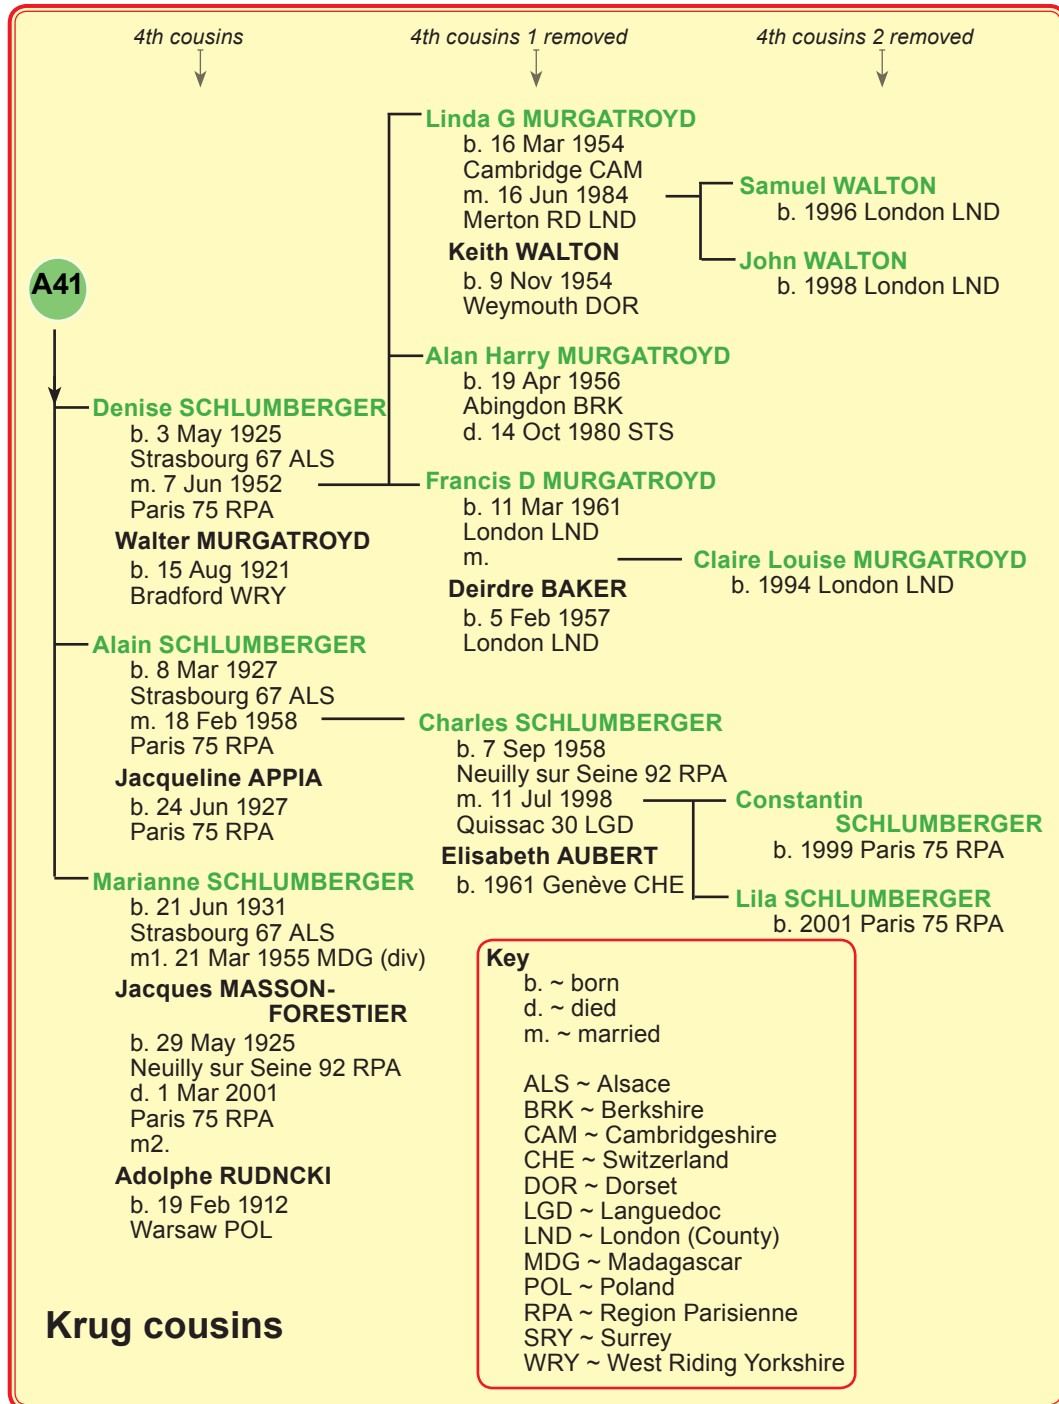 4th cousins
4th cousins 1 removed
4th cousins 2 removed
A41
Denise SCHLUMBERGER
b. 3 May 1925
Strasbourg 67 ALS
m. 7 Jun 1952
Paris 75 RPA
Walter MURGATROYD
b. 15 Aug 1921
Bradford WRY
Alain SCHLUMBERGER
b. 8 Mar 1927
Strasbourg 67 ALS
m. 18 Feb 1958
Paris 75 RPA
Jacqueline APPIA
b. 24 Jun 1927
Paris 75 RPA
Marianne SCHLUMBERGER
b. 21 Jun 1931
Strasbourg 67 ALS
m1. 21 Mar 1955 MDG (div)
Jacques MASSON-
FORESTIER
b. 29 May 1925
Neuilly sur Seine 92 RPA
d. 1 Mar 2001
Paris 75 RPA
m2.
Adolphe RUDNCKI
b. 19 Feb 1912
Warsaw POL
Linda G MURGATROYD
b. 16 Mar 1954
Cambridge CAM
m. 16 Jun 1984
Merton RD LND
Keith WALTON
b. 9 Nov 1954
Weymouth DOR
Alan Harry MURGATROYD
b. 19 Apr 1956
Abingdon BRK
d. 14 Oct 1980 STS
Francis D MURGATROYD
b. 11 Mar 1961
London LND
m.
Deirdre BAKER
b. 5 Feb 1957
London LND
Charles SCHLUMBERGER
b. 7 Sep 1958
Neuilly sur Seine 92 RPA
m. 11 Jul 1998
Quissac 30 LGD
Elisabeth AUBERT
b. 1961 Genève CHE
Samuel WALTON
b. 1996 London LND
John WALTON
b. 1998 London LND
Claire Louise MURGATROYD
b. 1994 London LND
Constantin
SCHLUMBERGER
b. 1999 Paris 75 RPA
Lila SCHLUMBERGER
b. 2001 Paris 75 RPA
Key
b. ~ born
d. ~ died
m. ~ married
ALS ~ Alsace
BRK ~ Berkshire
CAM ~ Cambridgeshire
CHE ~ Switzerland
DOR ~ Dorset
LGD ~ Languedoc
LND ~ London (County)
MDG ~ Madagascar
POL ~ Poland
RPA ~ Region Parisienne
SRY ~ Surrey
WRY ~ West Riding Yorkshire
Krug cousins